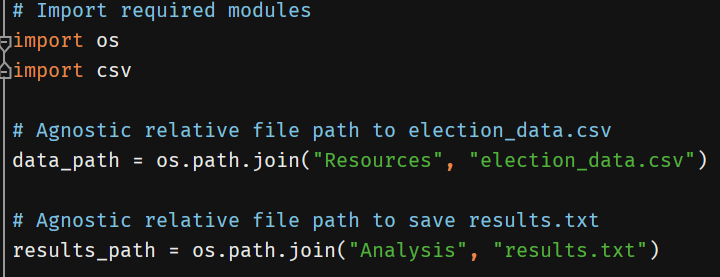 # Import required modules
import os
import csv
# Agnostic relative file path to election_data.csv
data_path = os.path.join("Resources", "election_data.csv")
# Agnostic relative file path to save results.txt
results_path = os.path.join("Analysis", "results.txt")